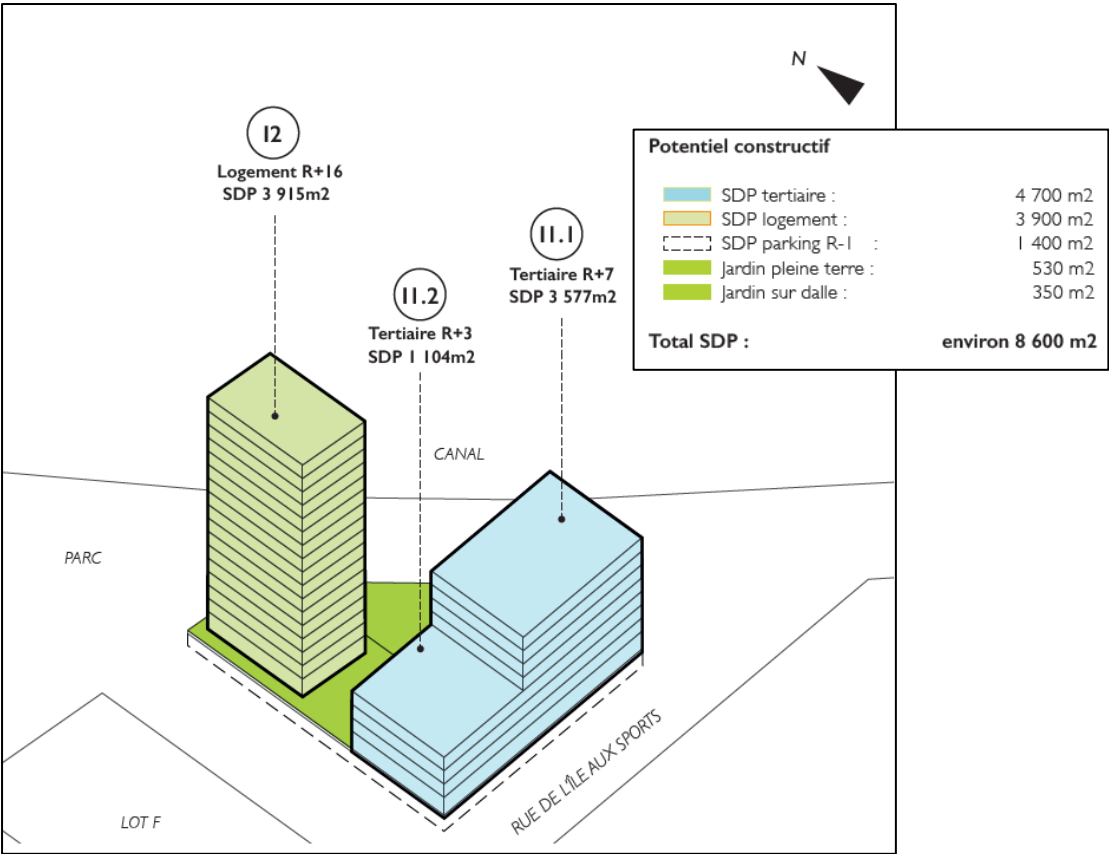 N
I2
Logement R+16
SDP 3 915m2
I1.1
Tertiaire R+7
SDP 3 577m2
I1.2
Tertiaire R+3
SDP 1 104m2
Potentiel constructif
SDP tertiaire : 4 700 m2
SDP logement : 3 900 m2
SDP parking R-1 : 1 400 m2
Jardin pleine terre : 530 m2
Jardin sur dalle : 350 m2
Total SDP : environ 8 600 m2
CANAL
PARC
RUE DE L'ÎLE AUX SPORTS
LOT F